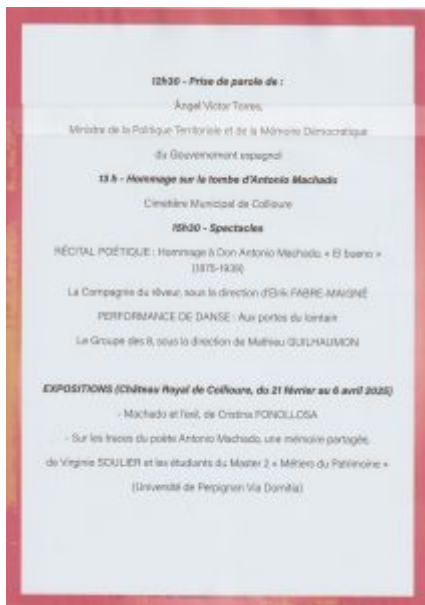 12h30 - Prise de parole de :
Ángel Victor Torres,
Ministre de la Politique Territoriale et de la Mémoire Démocratique
du Gouvernement espagnol
13 h - Hommage sur la tombe d'Antonio Machado
Cimetière Municipal de Collioure
15h30 - Spectacles
RÉCITAL POÉTIQUE : Hommage à Don Antonio Machado, « El bueno »
(1875-1939)
La Compagnie du rêveur, sous la direction d'Erik FABRE-MAIGNÉ
PERFORMANCE DE DANSE : Aux portes du lointain
Le Groupe des 8, sous la direction de Mathieu GUILHAUMON
EXPOSITIONS (Château Royal de Collioure, du 21 février au 6 avril 2025)
- Machado et l'exil, de Cristina FONOLLOSA
- Sur les traces du poète Antonio Machado, une mémoire partagée,
de Virginie SOULIER et les étudiants du Master 2 « Métiers du Patrimoine »
(Université de Perpignan Via Domitia)